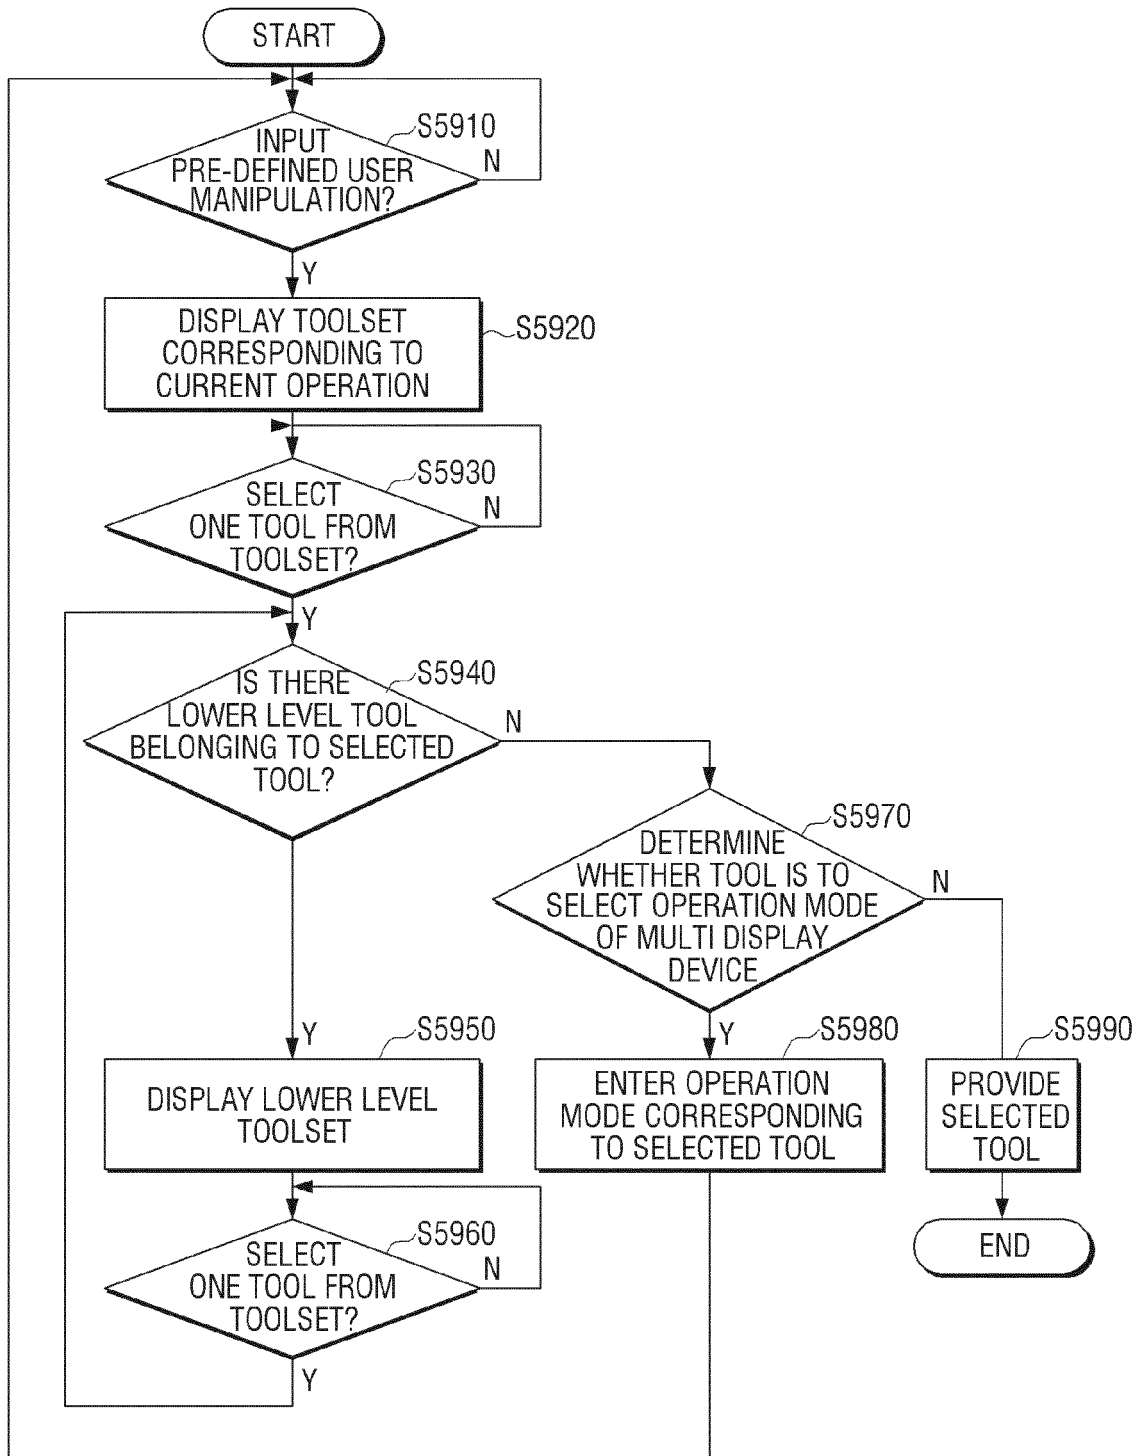 START
S5910
INPUT
PRE-DEFINED USER
MANIPULATION?
N
Y
DISPLAY TOOLSET
CORRESPONDING TO
CURRENT OPERATION
S5920
S5930
SELECT
ONE TOOL FROM
TOOLSET?
N
Y
S5940
IS THERE
LOWER LEVEL TOOL
BELONGING TO SELECTED
TOOL?
N
S5970
DETERMINE
WHETHER TOOL IS TO
SELECT OPERATION MODE
OF MULTI DISPLAY
DEVICE
N
Y
S5950
DISPLAY LOWER LEVEL
TOOLSET
Y
S5980
ENTER OPERATION
MODE CORRESPONDING
TO SELECTED TOOL
S5990
PROVIDE
SELECTED
TOOL
S5960
SELECT
ONE TOOL FROM
TOOLSET?
N
Y
END